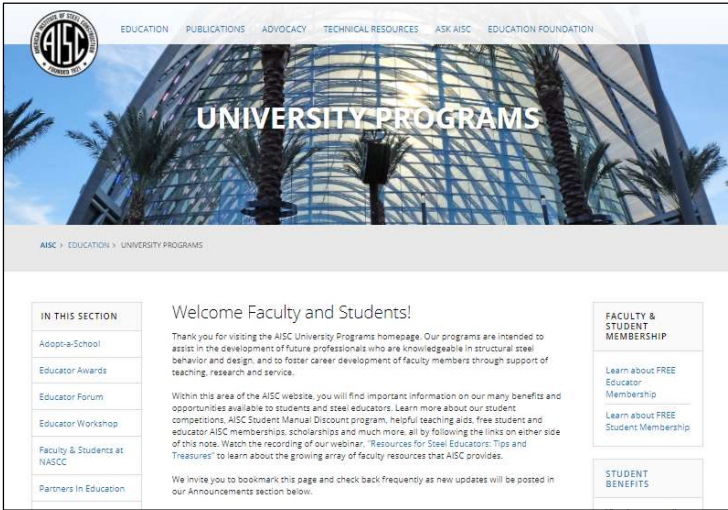 AMERICAN INSTITUTE OF STEEL CONSTRUCTION
AISC
FOUNDED 1921
EDUCATION PUBLICATIONS ADVOCACY TECHNICAL RESOURCES ASK AISC EDUCATION FOUNDATION
UNIVERSITY PROGRAMS
AISC > EDUCATION > UNIVERSITY PROGRAMS
IN THIS SECTION
Adopt-a-School
Educator Awards
Educator Forum
Educator Workshop
Faculty & Students at
NASCC
Partners In Education
Welcome Faculty and Students!
Thank you for visiting the AISC University Programs homepage. Our programs are intended to
assist in the development of future professionals who are knowledgeable in structural steel
behavior and design, and to foster career development of faculty members through support of
teaching, research and service.
Within this area of the AISC website, you will find important information on our many benefits and
opportunities available to students and steel educators. Learn more about our student
competitions, AISC Student Manual Discount program, helpful teaching aids, free student and
educator AISC memberships, scholarships and much more, all by following the links on either side
of this note. Watch the recording of our webinar, "Resources for Steel Educators: Tips and
Treasures" to learn about the growing array of faculty resources that AISC provides.
We invite you to bookmark this page and check back frequently as new updates will be posted in
our Announcements section below.
FACULTY &
STUDENT
MEMBERSHIP
Learn about FREE
Educator
Membership
Learn about FREE
Student Membership
STUDENT
BENEFITS